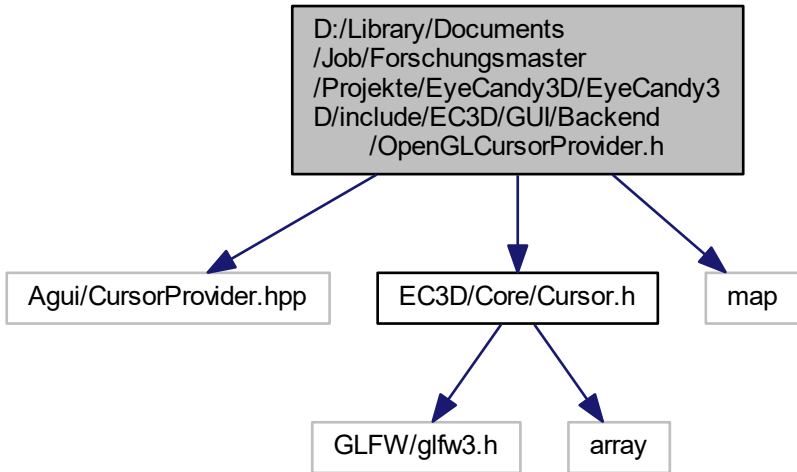 D:/Library/Documents
/Job/Forschungsmaster
/Projekte/EyeCandy3D/EyeCandy3
D/include/EC3D/GUI/Backend
/OpenGLCursorProvider.h
Agui/CursorProvider.hpp
EC3D/Core/Cursor.h
map
GLFW/glfw3.h
array